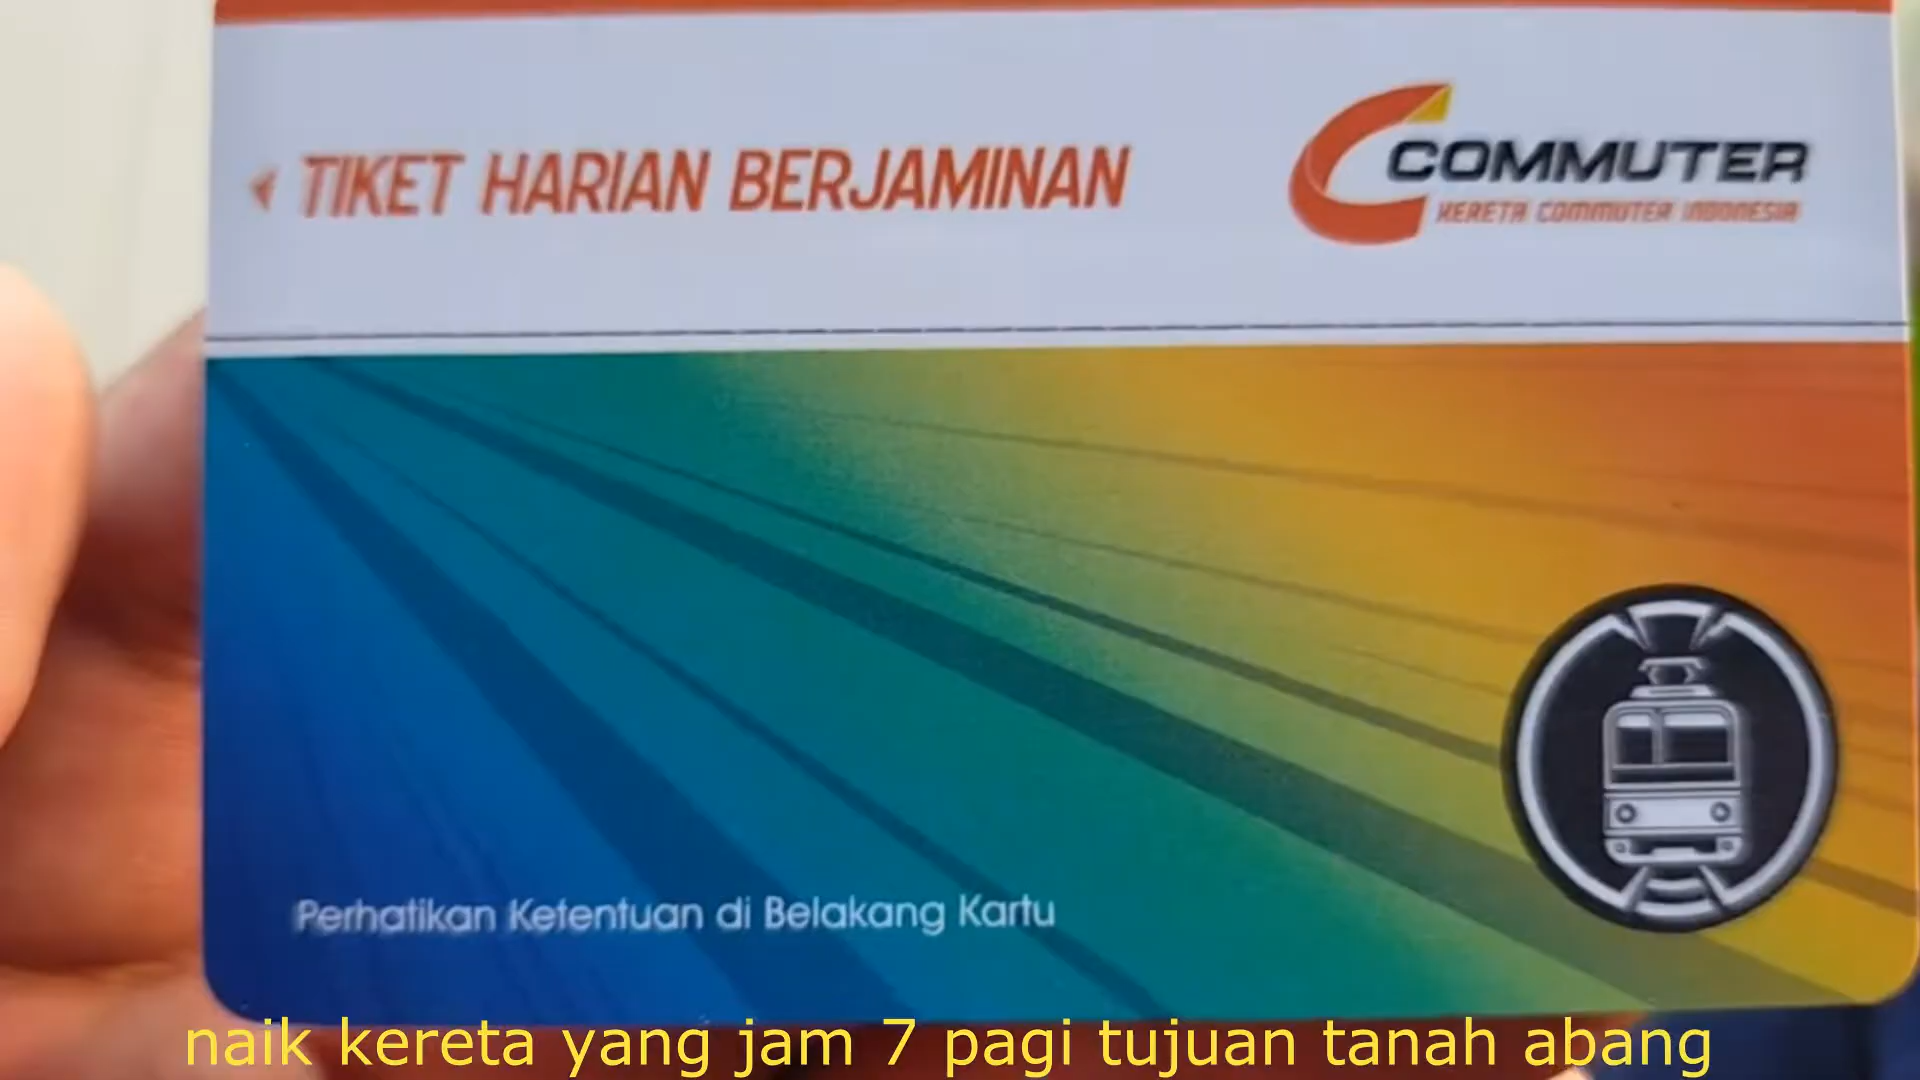 TIKET HARIAN BERJAMINAN
COMMUTER
KERETA COMMUTER INDONESIA
Perhatikan Ketentuan di Belakang Kartu
naik kereta yang jam 7 pagi tujuan tanah abang